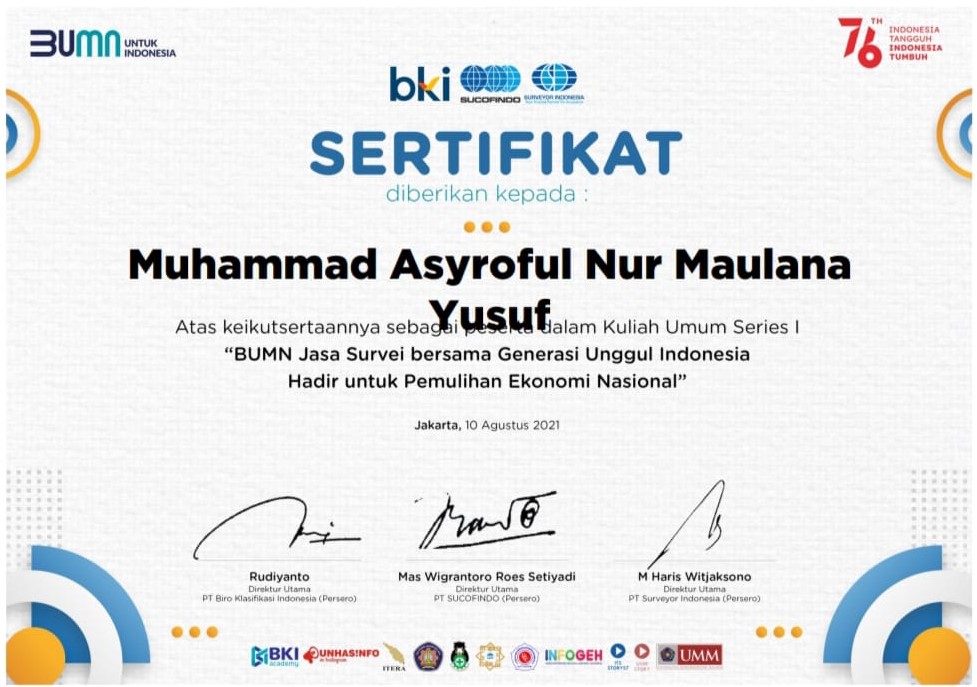 BUMN UNTUK
INDONESIA
76 TH INDONESIA
TANGGUH
INDONESIA
TUMBUH
bki SUCOFINDO SURVEYOR INDONESIA
SERTIFIKAT
diberikan kepada :
Muhammad Asyroful Nur Maulana
Yusuf
Atas keikutsertaannya sebagai peserta dalam Kuliah Umum Series I
“BUMN Jasa Survei bersama Generasi Unggul Indonesia
Hadir untuk Pemulihan Ekonomi Nasional”
Jakarta, 10 Agustus 2021
Rudiyanto
Direktur Utama
PT Biro Klasifikasi Indonesia (Persero)
Mas Wigrantoro Roes Setiyadi
Direktur Utama
PT SUCOFINDO (Persero)
M Haris Witjaksono
Direktur Utama
PT Surveyor Indonesia (Persero)
BKI
academy
UNHAS!NFO
ITERA
INFOGEH
UMM